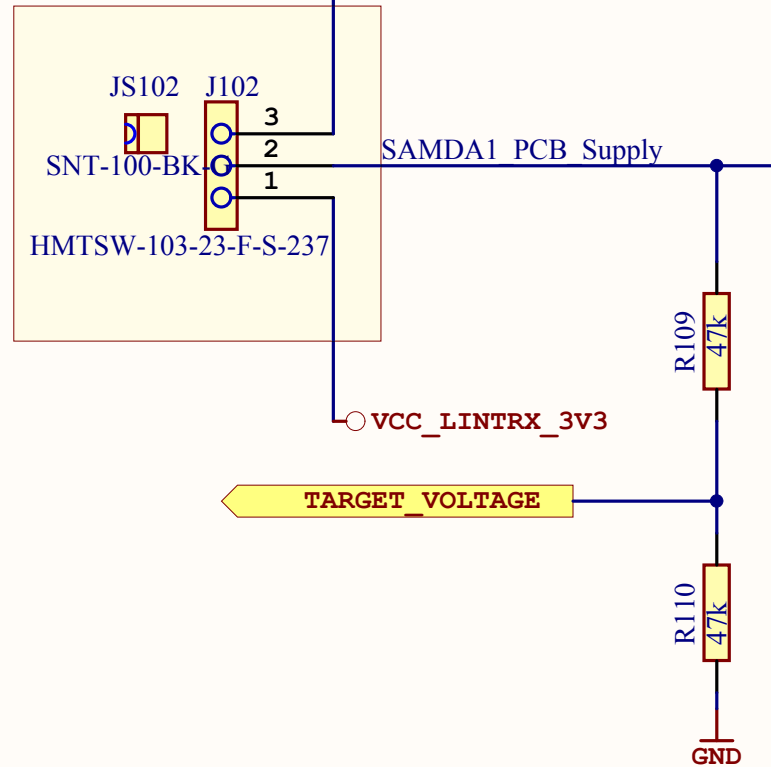 JS102
J102
3
SNT-100-BK-G
2
SAMDA1_PCB_Supply
1
HMTSW-103-23-F-S-237
R109
47k
VCC_LINTRX_3V3
TARGET_VOLTAGE
R110
47k
GND